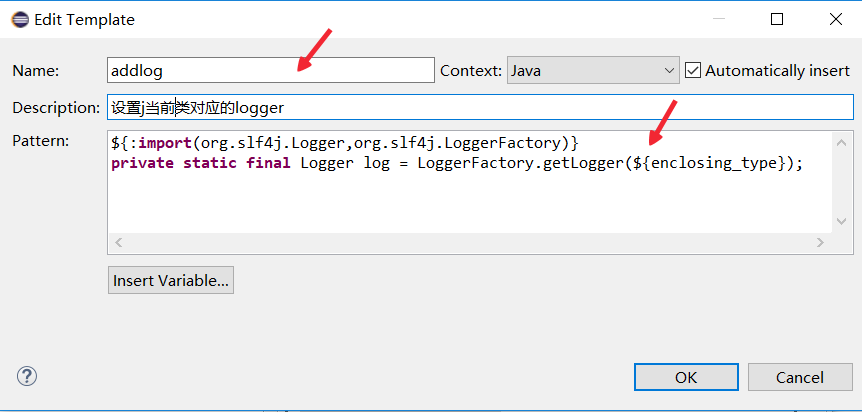 Edit Template
Name: addlog Context: Java Automatically insert
Description: 设置j当前类对应的logger
Pattern: ${:import(org.slf4j.Logger,org.slf4j.LoggerFactory)}
private static final Logger log = LoggerFactory.getLogger(${enclosing_type});
Insert Variable...
?
OK Cancel